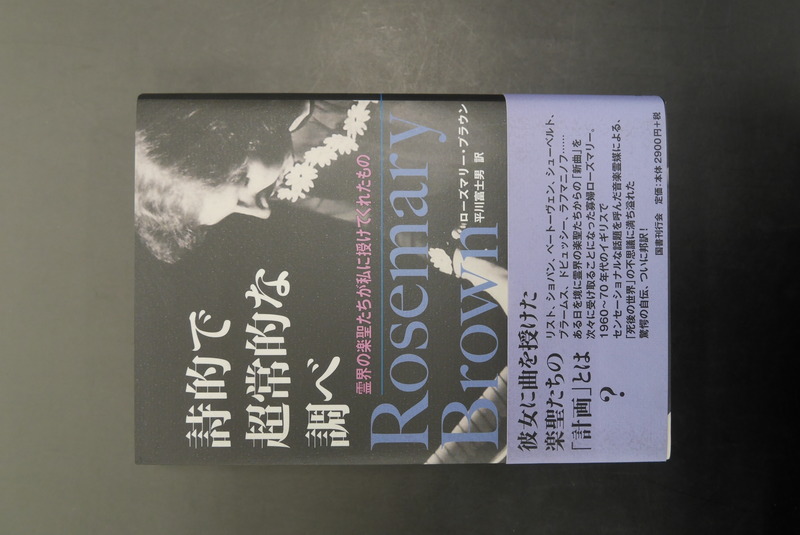 詩的で
超常的な
調べ
霊界の楽聖たちが私に授けてくれたもの
Rosemary
Brown
ローズマリー・ブラウン
平川富士男 訳
彼女に曲を授けた
楽聖たちの
「計画」とは
?
リスト、ショパン、ベートーヴェン、シューベルト、
ブラームス、ドビュッシー、ラフマニノフ……
ある日を境に霊界の楽聖たちからの「新曲」を
次々に受け取ることになった寡婦ローズマリー。
1960~70年代のイギリスで
センセーショナルな話題を呼んだ音楽霊媒による、
「死後の世界」の不思議に満ち溢れた
驚愕の自伝、ついに邦訳!
国書刊行会 定価:本体2900円+税